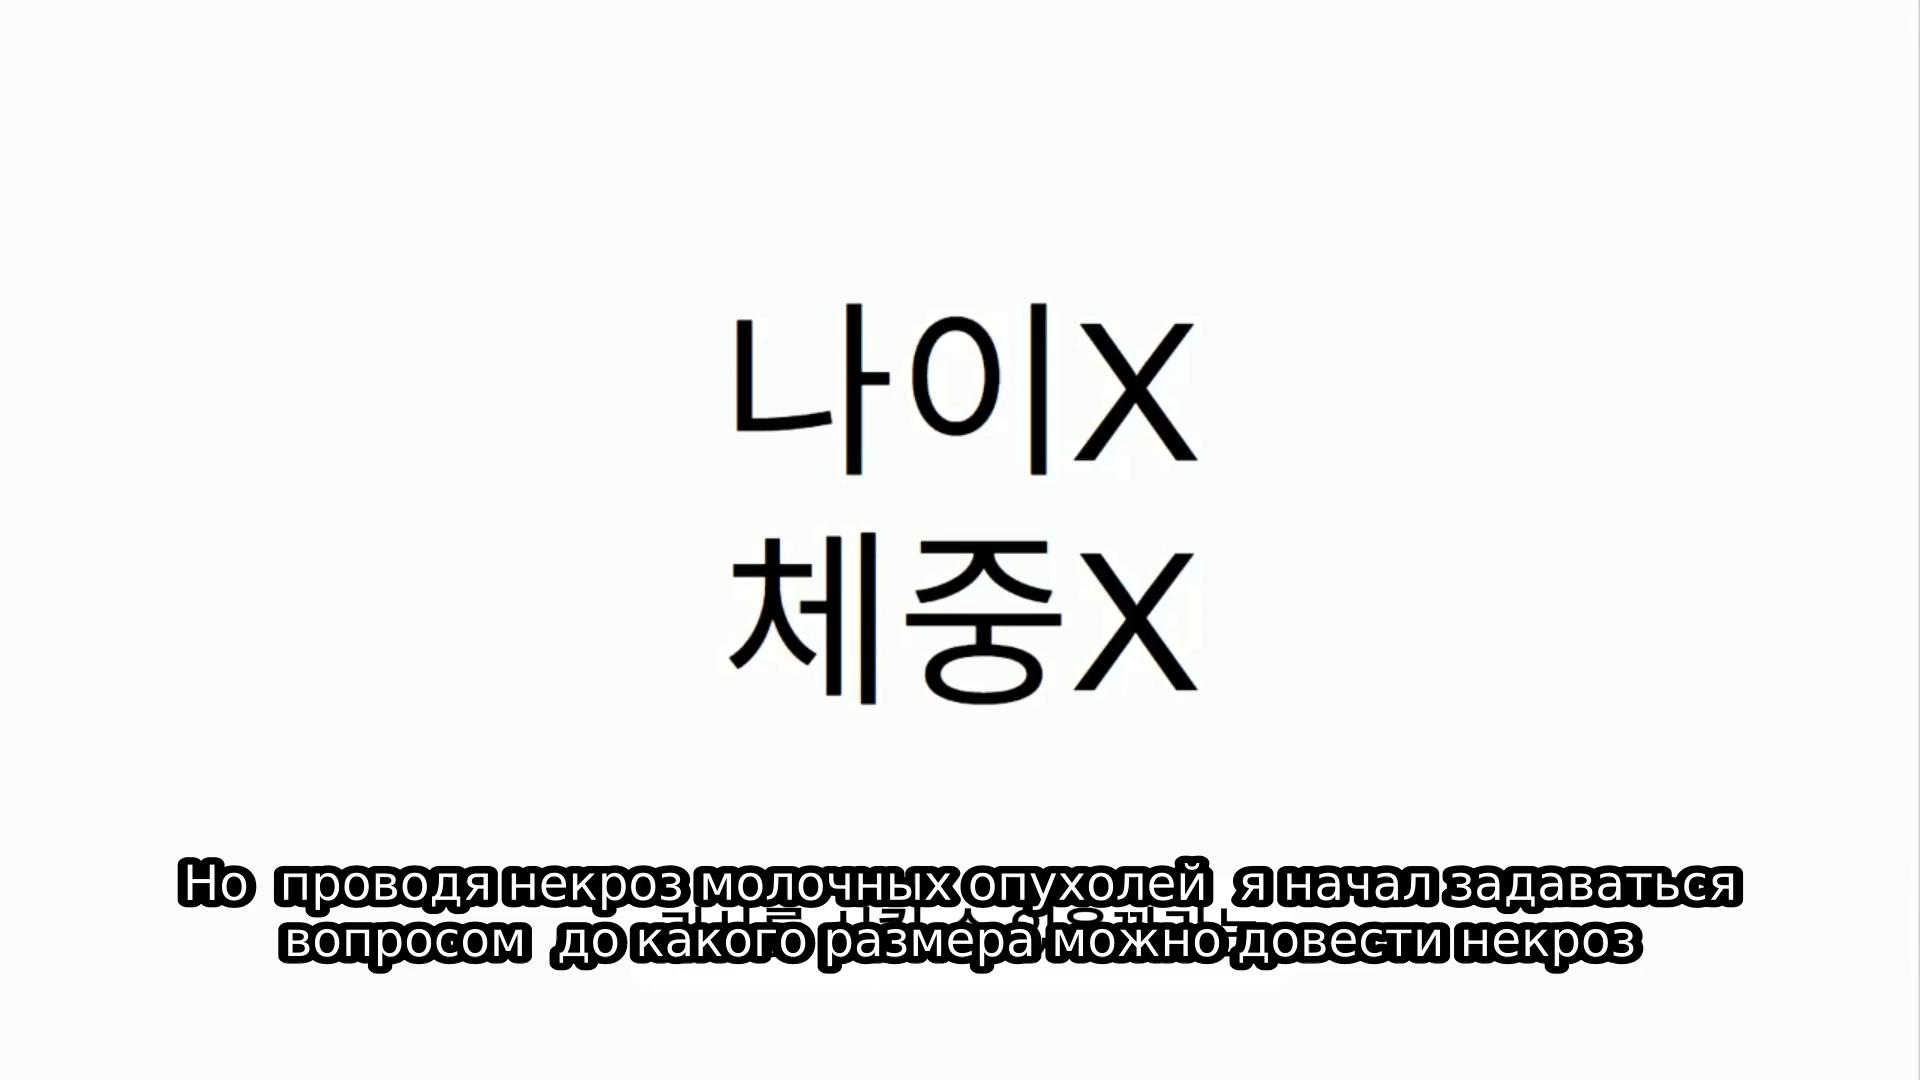 나이X
체중X
Но проводя некроз молочных опухолей я начал задаваться
вопросом до какого размера можно довести некроз